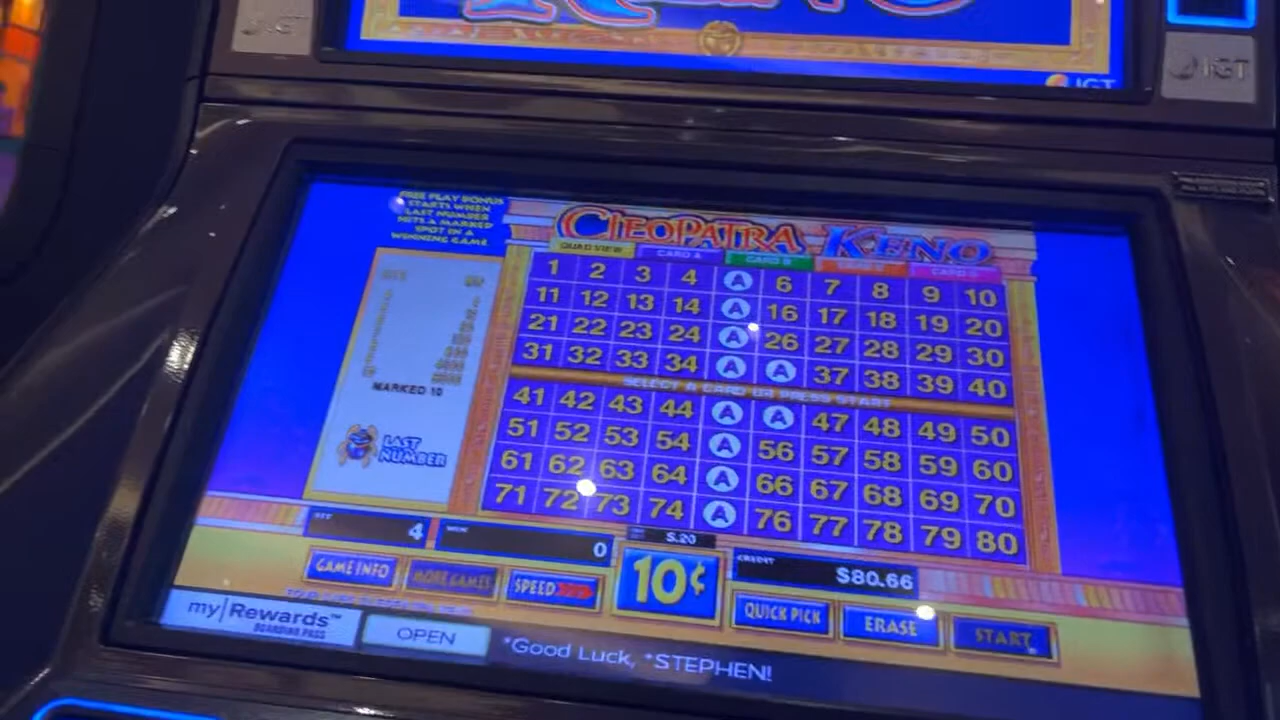 IGT
IGT
IGT
FREE PLAY BONUS
STARTS WHEN
LAST NUMBER
HITS A MARKED
SPOT IN A
WINNING GAME
CLEOPATRA KENO
QUAD VIEW CARD A CARD B
1 2 3 4 A 6 7 8 9 10
11 12 13 14 A 16 17 18 19 20
21 22 23 24 A 26 27 28 29 30
31 32 33 34 A A 37 38 39 40
SELECT A CARD OR PRESS START
41 42 43 44 A A 47 48 49 50
51 52 53 54 A 56 57 58 59 60
61 62 63 64 A 66 67 68 69 70
71 72 73 74 A 76 77 78 79 80
MARKED 10
LAST
NUMBER
BET 4
WIN 0
$.20
10¢
CREDIT $80.66
GAME INFO
MORE GAMES
SPEED
QUICK PICK
ERASE
START
my|Rewards™
BOARDING PASS
OPEN
*Good Luck, *STEPHEN!